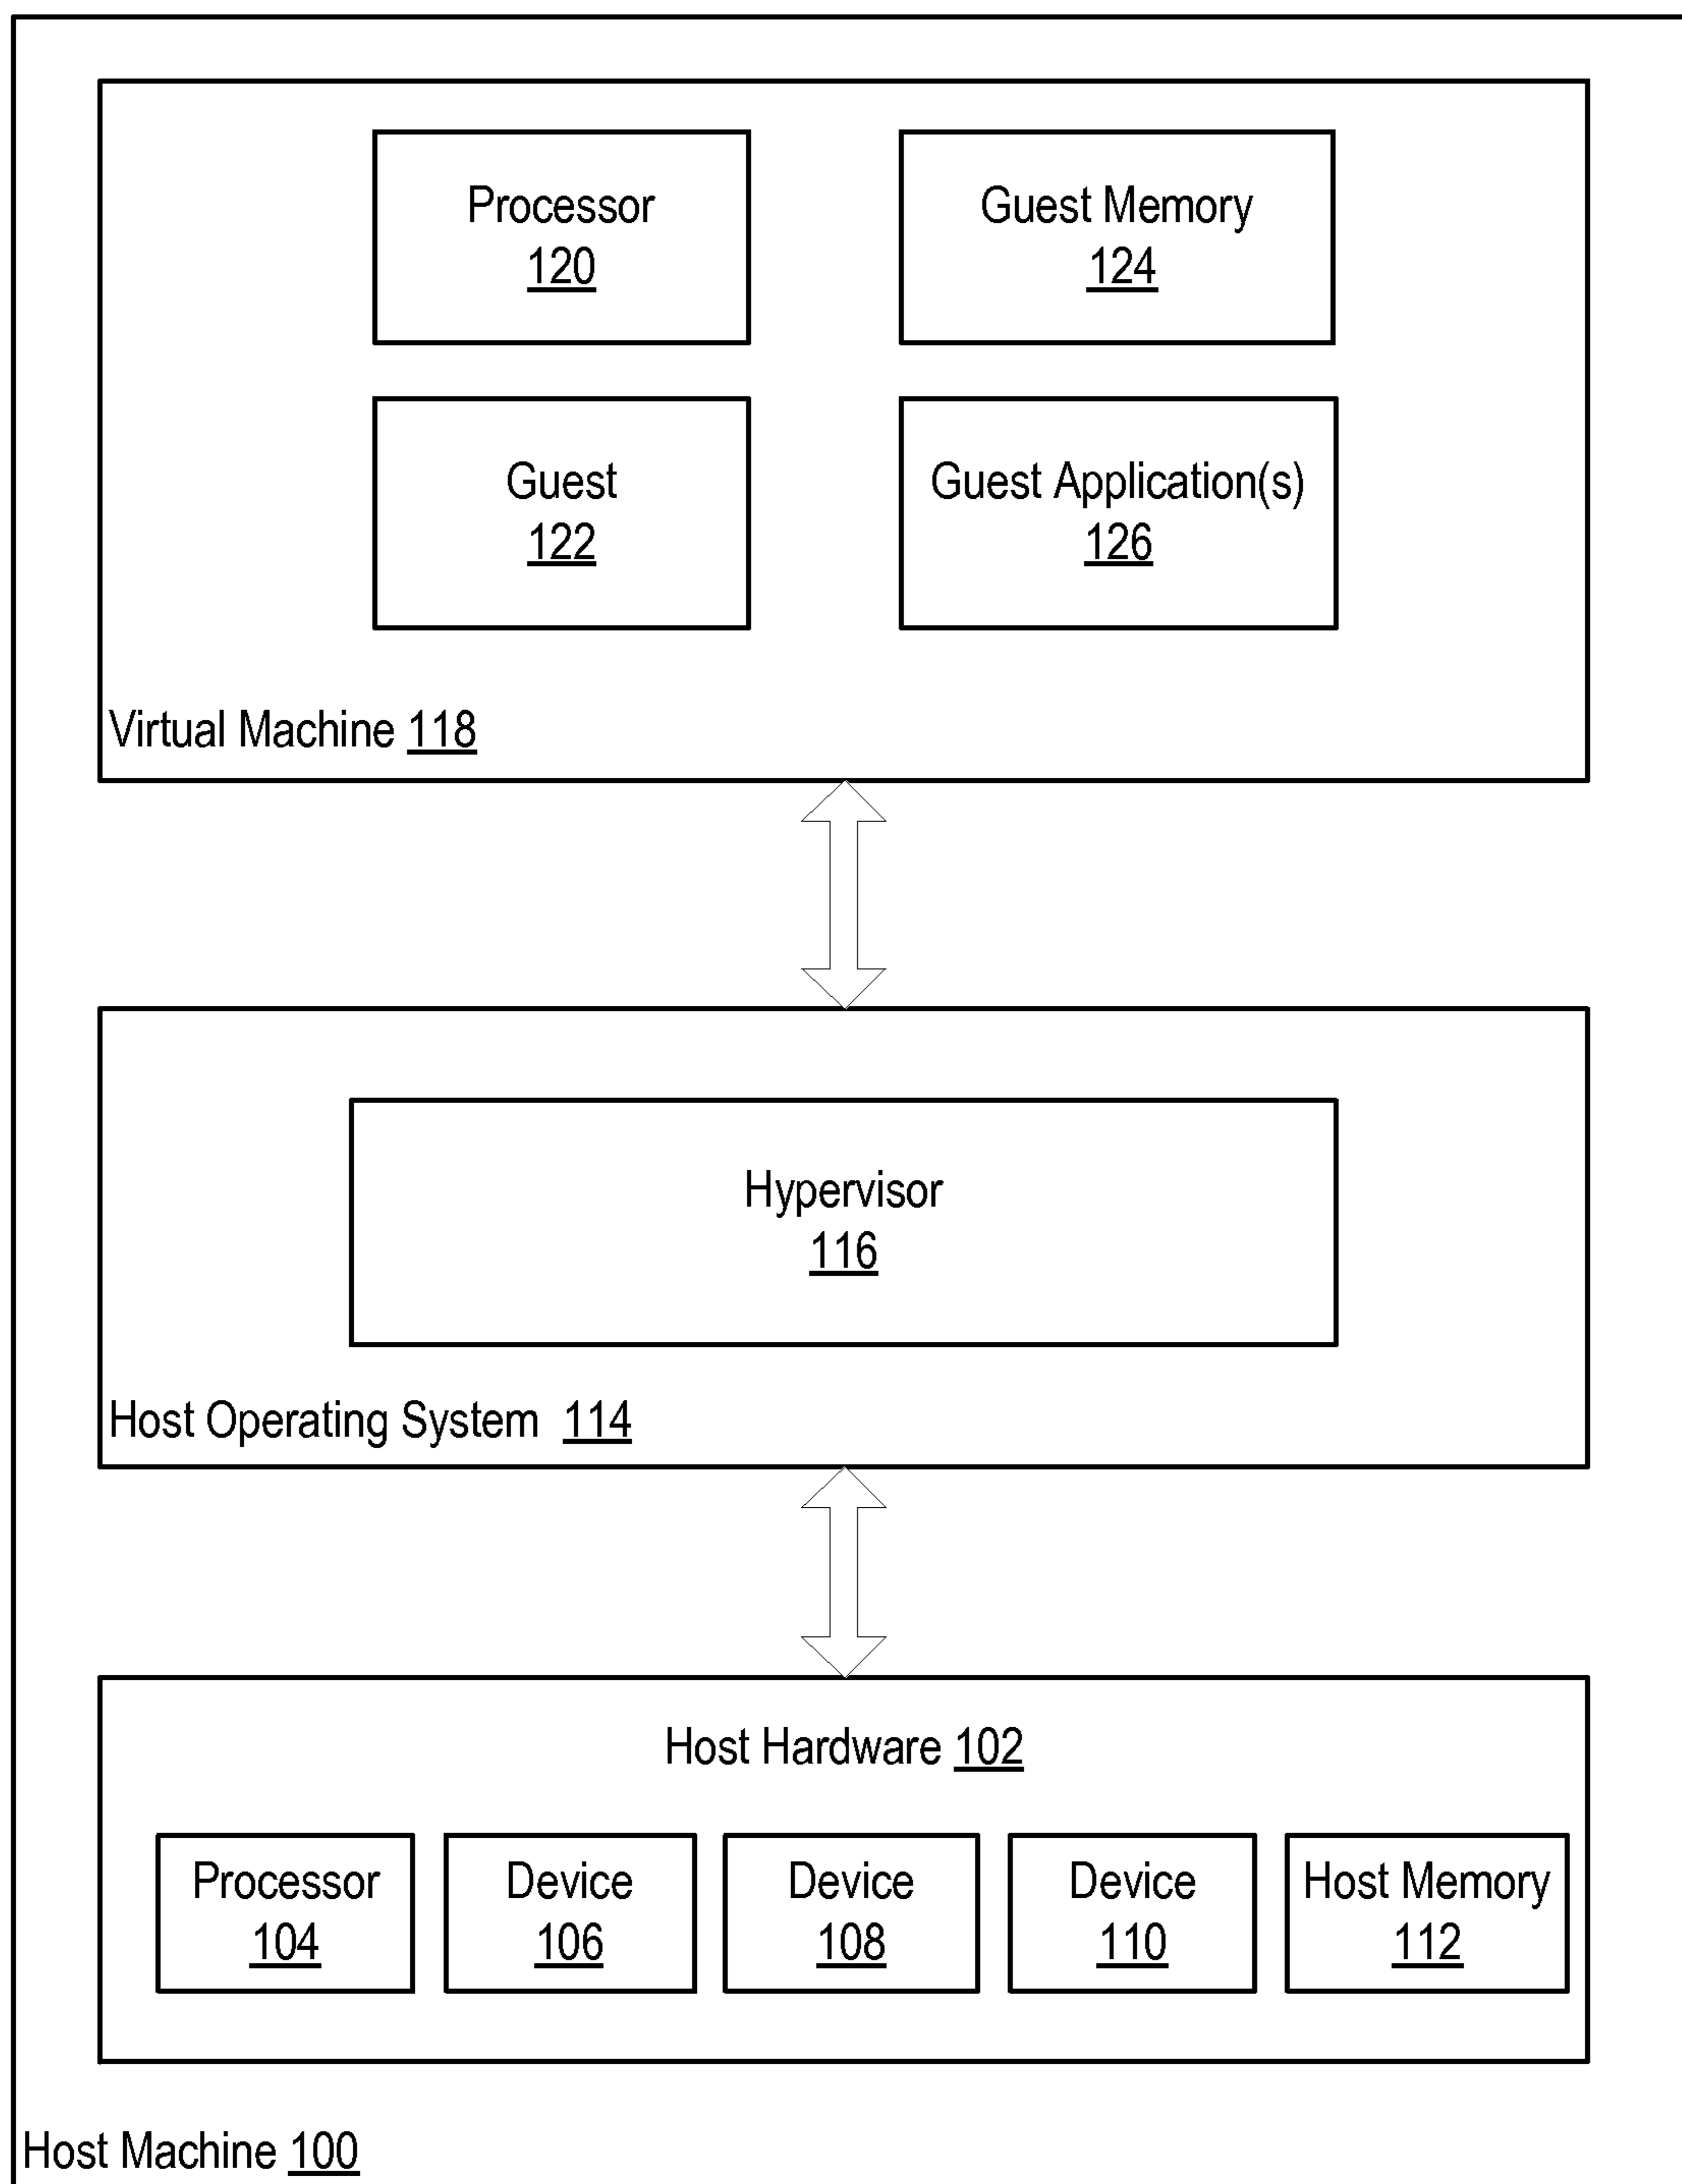 Processor
120
Guest Memory
124
Guest
122
Guest Application(s)
126
Virtual Machine 118
Hypervisor
116
Host Operating System 114
Host Hardware 102
Processor
104
Device
106
Device
108
Device
110
Host Memory
112
Host Machine 100